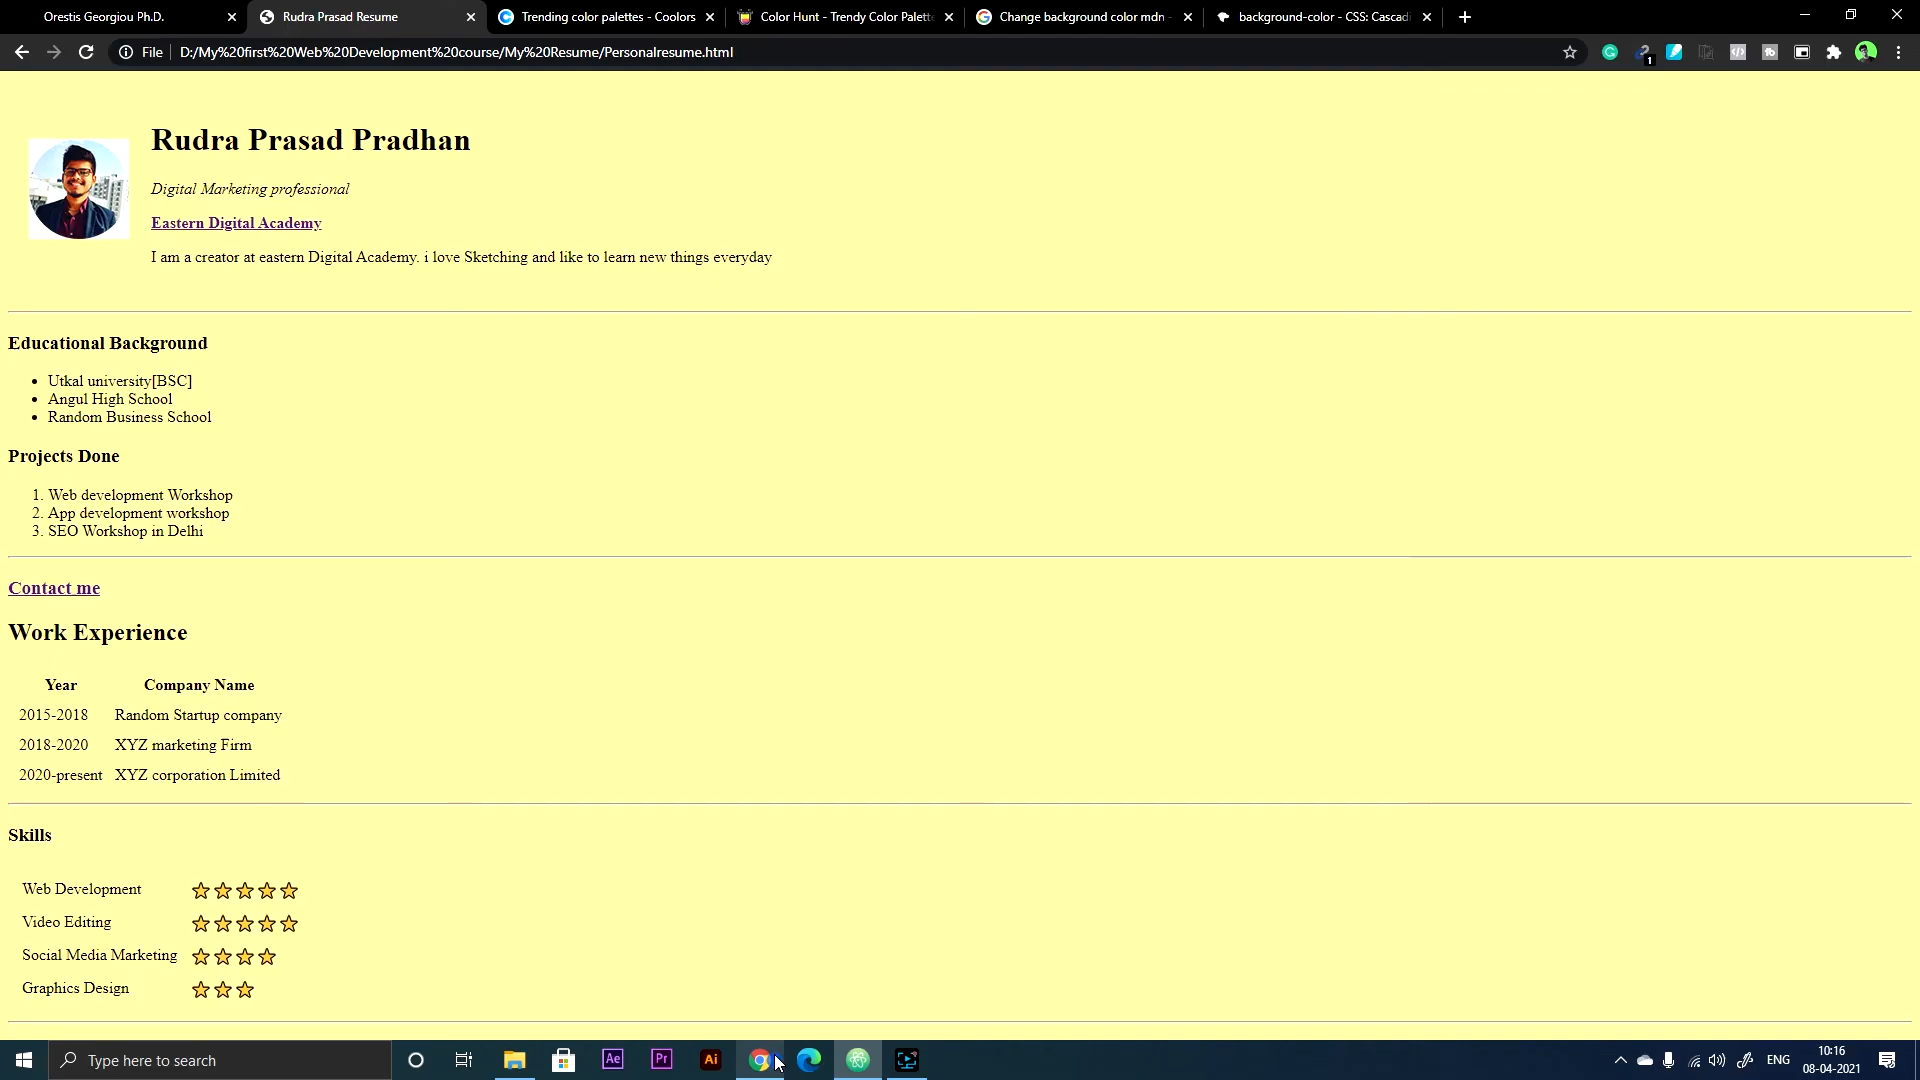 Orestis Georgiou Ph.D.
Rudra Prasad Resume
Trending color palettes - Coolors
Color Hunt - Trendy Color Palette
Change background color mdn -
background-color - CSS: Cascadi
File
D:/My%20first%20Web%20Development%20course/My%20Resume/Personalresume.html
1
Rudra Prasad Pradhan
Digital Marketing professional
Eastern Digital Academy
I am a creator at eastern Digital Academy. i love Sketching and like to learn new things everyday
Educational Background
Utkal university[BSC]
Angul High School
Random Business School
Projects Done
1. Web development Workshop
2. App development workshop
3. SEO Workshop in Delhi
Contact me
Work Experience
Year Company Name
2015-2018 Random Startup company
2018-2020 XYZ marketing Firm
2020-present XYZ corporation Limited
Skills
Web Development
Video Editing
Social Media Marketing
Graphics Design
Type here to search
Ae
Pr
Ai
ENG
10:16
08-04-2021